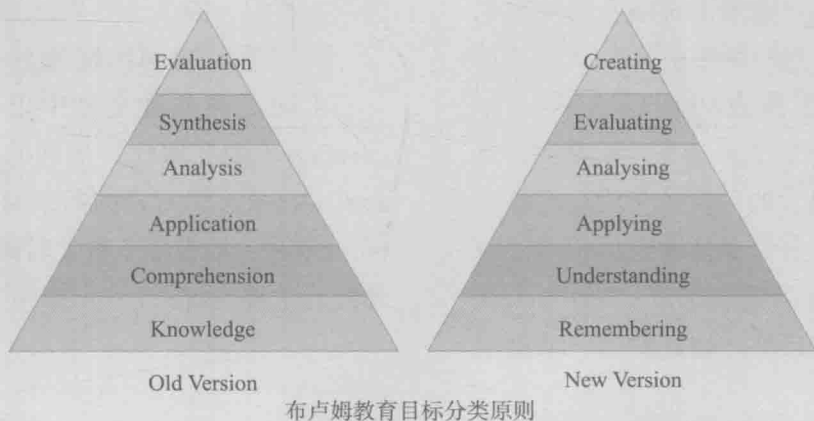 Evaluation
Synthesis
Analysis
Application
Comprehension
Knowledge
Old Version
Creating
Evaluating
Analysing
Applying
Understanding
Remembering
New Version
布卢姆教育目标分类原则